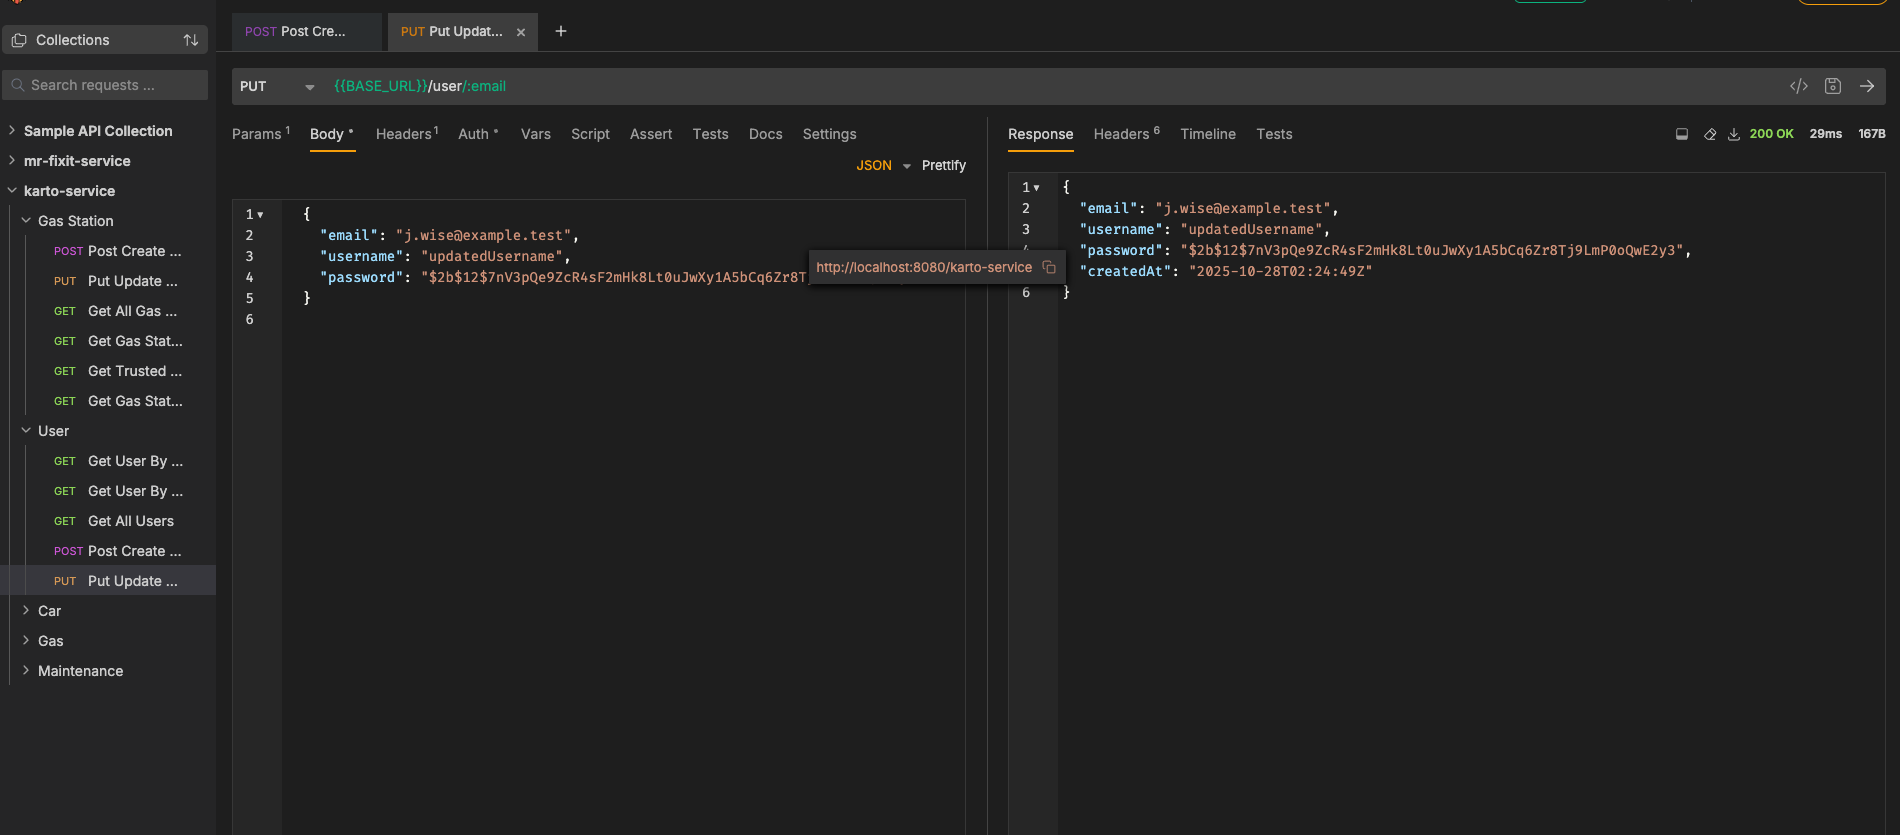 Collections
Search requests ...
Sample API Collection
mr-fixit-service
karto-service
Gas Station
POST Post Create ...
PUT Put Update ...
GET Get All Gas ...
GET Get Gas Stat...
GET Get Trusted ...
GET Get Gas Stat...
User
GET Get User By ...
GET Get User By ...
GET Get All Users
POST Post Create ...
PUT Put Update ...
Car
Gas
Maintenance
POST Post Cre... PUT Put Updat... × +
PUT {{BASE_URL}}/user/:email
Params 1 Body • Headers 1 Auth • Vars Script Assert Tests Docs Settings
JSON Prettify
1 {
2 "email": "j.wise@example.test",
3 "username": "updatedUsername",
4 "password": "$2b$12$7nV3pQe9ZcR4sF2mHk8Lt0uJwXy1A5bCq6Zr8T
5 }
6
http://localhost:8080/karto-service
Response Headers 6 Timeline Tests 200 OK 29ms 167B
1 {
2 "email": "j.wise@example.test",
3 "username": "updatedUsername",
4 "password": "$2b$12$7nV3pQe9ZcR4sF2mHk8Lt0uJwXy1A5bCq6Zr8Tj9LmP0oQwE2y3",
"createdAt": "2025-10-28T02:24:49Z"
6 }